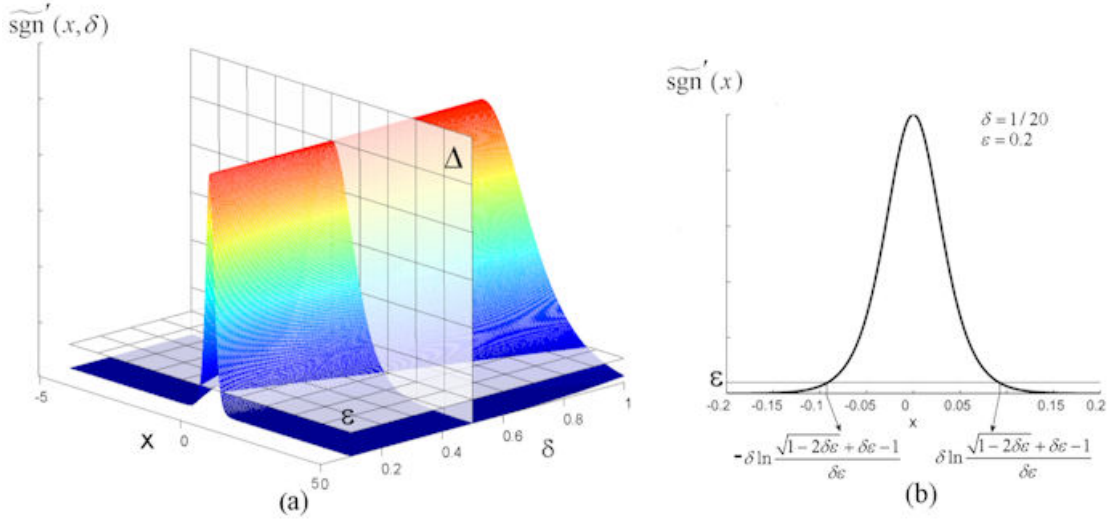 s͠gn′(x,δ)
Δ
ε
-5
x
0
50
0.2
0.4
0.6
0.8
1
δ
(a)
s͠gn′(x)
δ = 1/20
ε = 0.2
ε
-0.2 -0.15 -0.1 -0.05 0 0.05 0.1 0.15 0.2
x
-δ ln (√(1-2δε) + δε - 1)/(δε) δ ln (√(1-2δε) + δε - 1)/(δε)
(b)